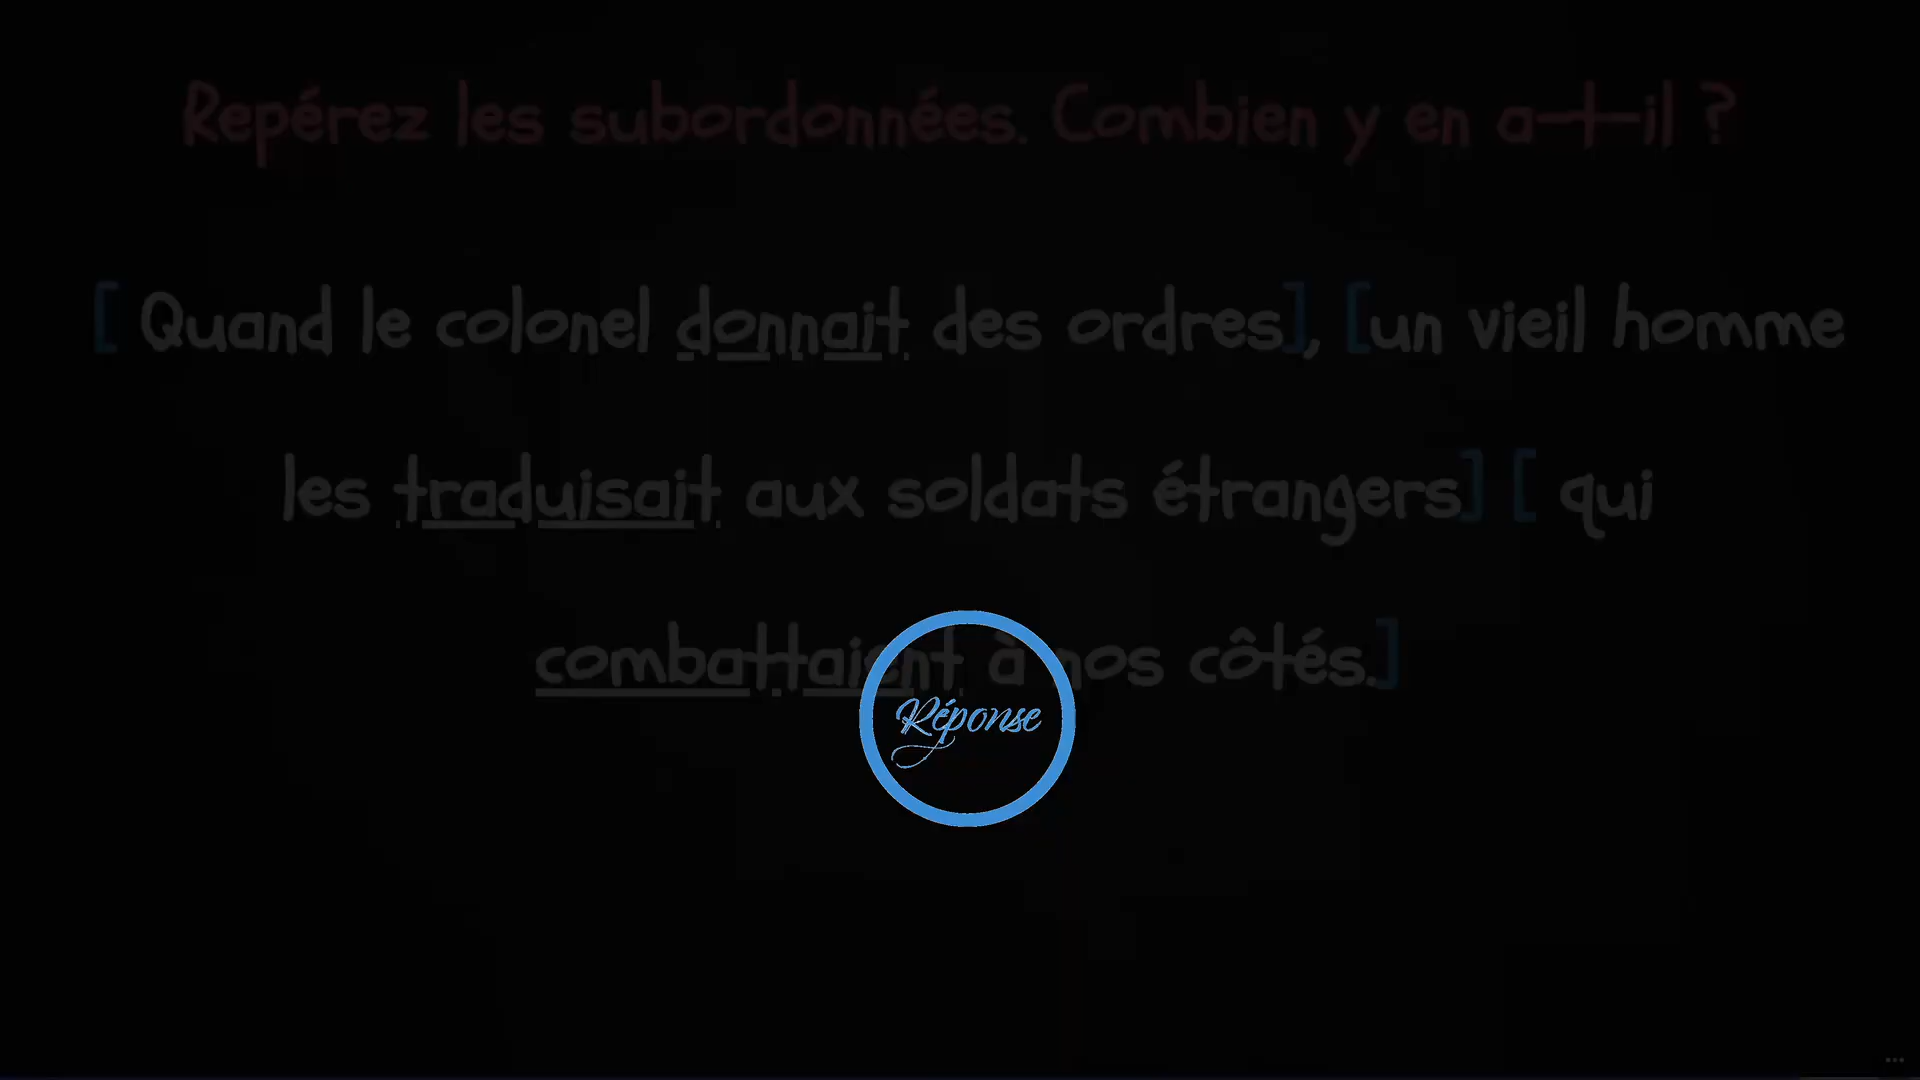 Repérez les subordonnées. Combien y en a-t-il ?
[ Quand le colonel donnait des ordres], [un vieil homme
les traduisait aux soldats étrangers] [ qui
combattaient à nos côtés.]
Réponse